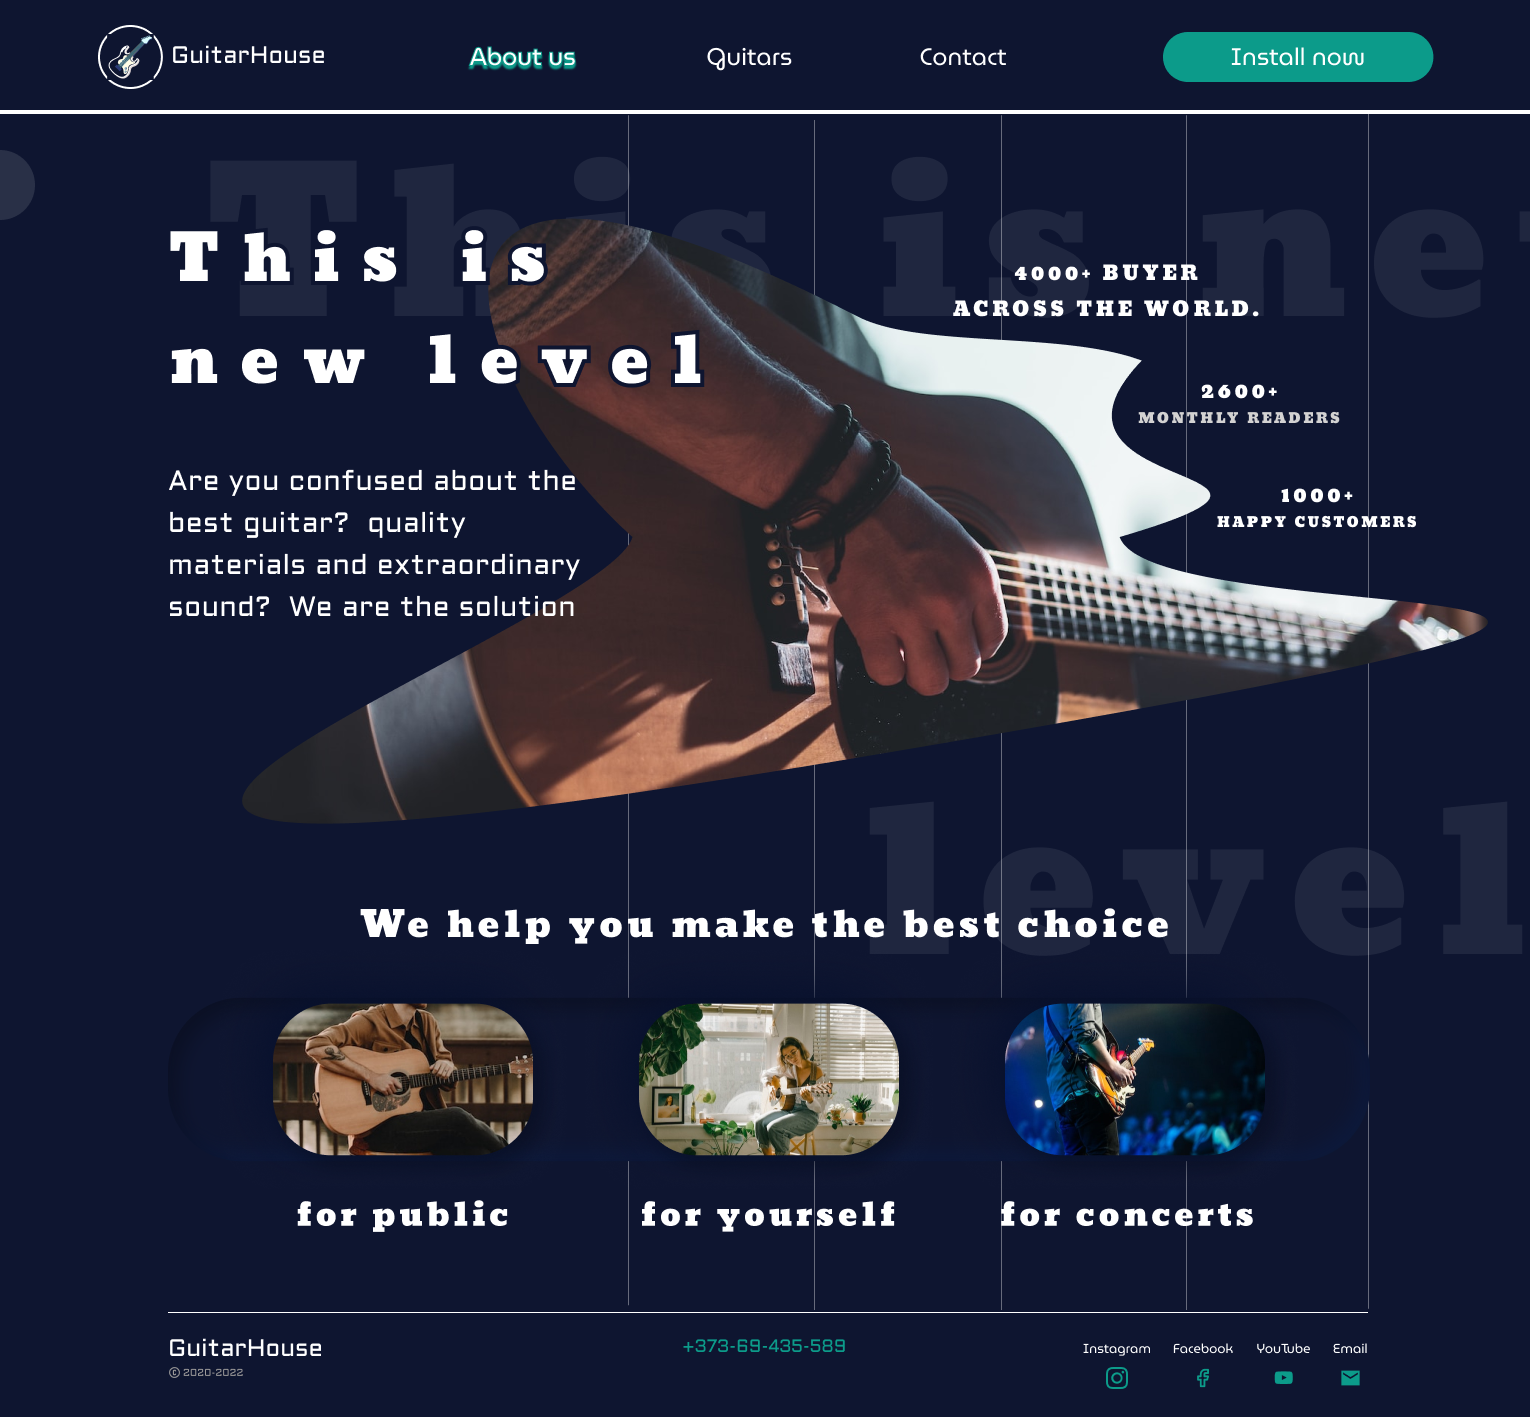 GuitarHouse
About us
Guitars
Contact
Install now
This is new
This is
new level
4000+ BUYER
ACROSS THE WORLD.
2600+
MONTHLY READERS
1000+
HAPPY CUSTOMERS
Are you confused about the
best guitar?  quality
materials and extraordinary
sound?  We are the solution
level
We help you make the best choice
for public
for yourself
for concerts
GuitarHouse
© 2020-2022
+373-69-435-589
Instagram
Facebook
YouTube
Email